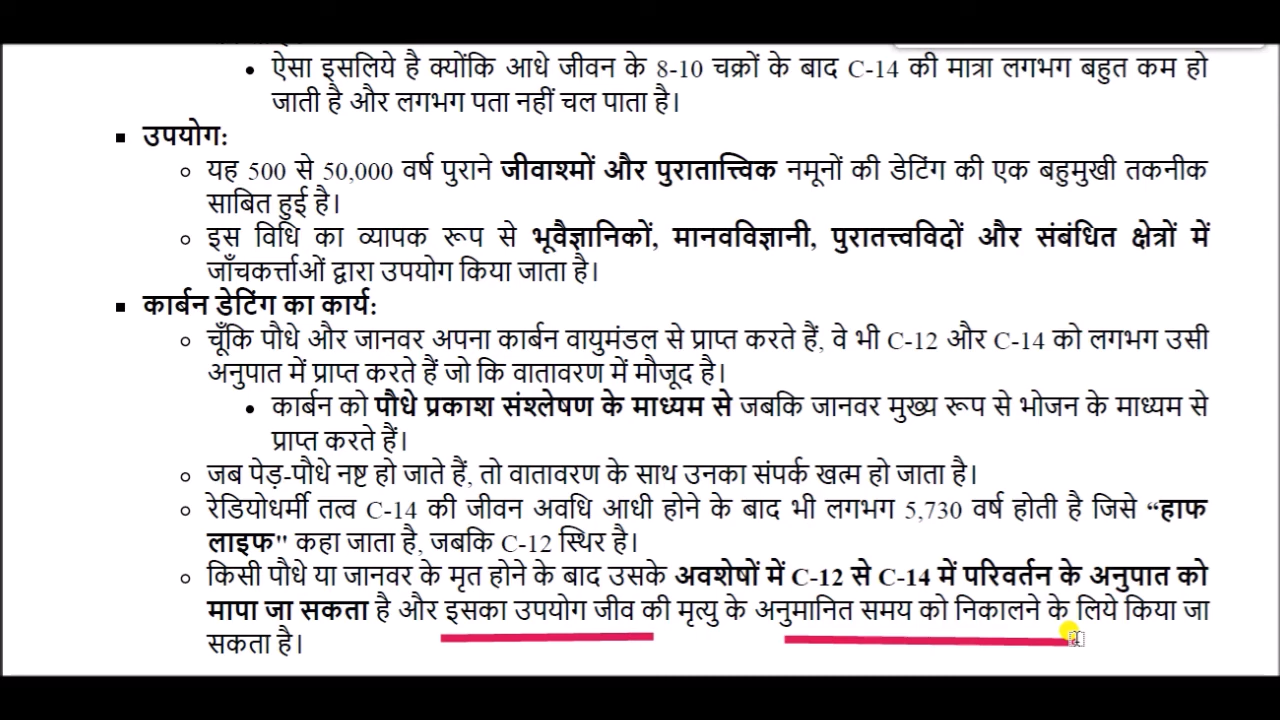 ऐसा इसलिये है क्योंकि आधे जीवन के 8-10 चक्रों के बाद C-14 की मात्रा लगभग बहुत कम हो
जाती है और लगभग पता नहीं चल पाता है।
उपयोग:
यह 500 से 50,000 वर्ष पुराने जीवाश्मों और पुरातात्त्विक नमूनों की डेटिंग की एक बहुमुखी तकनीक
साबित हुई है।
इस विधि का व्यापक रूप से भूवैज्ञानिकों, मानवविज्ञानी, पुरातत्त्वविदों और संबंधित क्षेत्रों में
जाँचकर्त्ताओं द्वारा उपयोग किया जाता है।
कार्बन डेटिंग का कार्य:
चूँकि पौधे और जानवर अपना कार्बन वायुमंडल से प्राप्त करते हैं, वे भी C-12 और C-14 को लगभग उसी
अनुपात में प्राप्त करते हैं जो कि वातावरण में मौजूद है।
कार्बन को पौधे प्रकाश संश्लेषण के माध्यम से जबकि जानवर मुख्य रूप से भोजन के माध्यम से
प्राप्त करते हैं।
जब पेड़-पौधे नष्ट हो जाते हैं, तो वातावरण के साथ उनका संपर्क खत्म हो जाता है।
रेडियोधर्मी तत्व C-14 की जीवन अवधि आधी होने के बाद भी लगभग 5,730 वर्ष होती है जिसे “हाफ
लाइफ" कहा जाता है, जबकि C-12 स्थिर है।
किसी पौधे या जानवर के मृत होने के बाद उसके अवशेषों में C-12 से C-14 में परिवर्तन के अनुपात को
मापा जा सकता है और इसका उपयोग जीव की मृत्यु के अनुमानित समय को निकालने के लिये किया जा
सकता है।